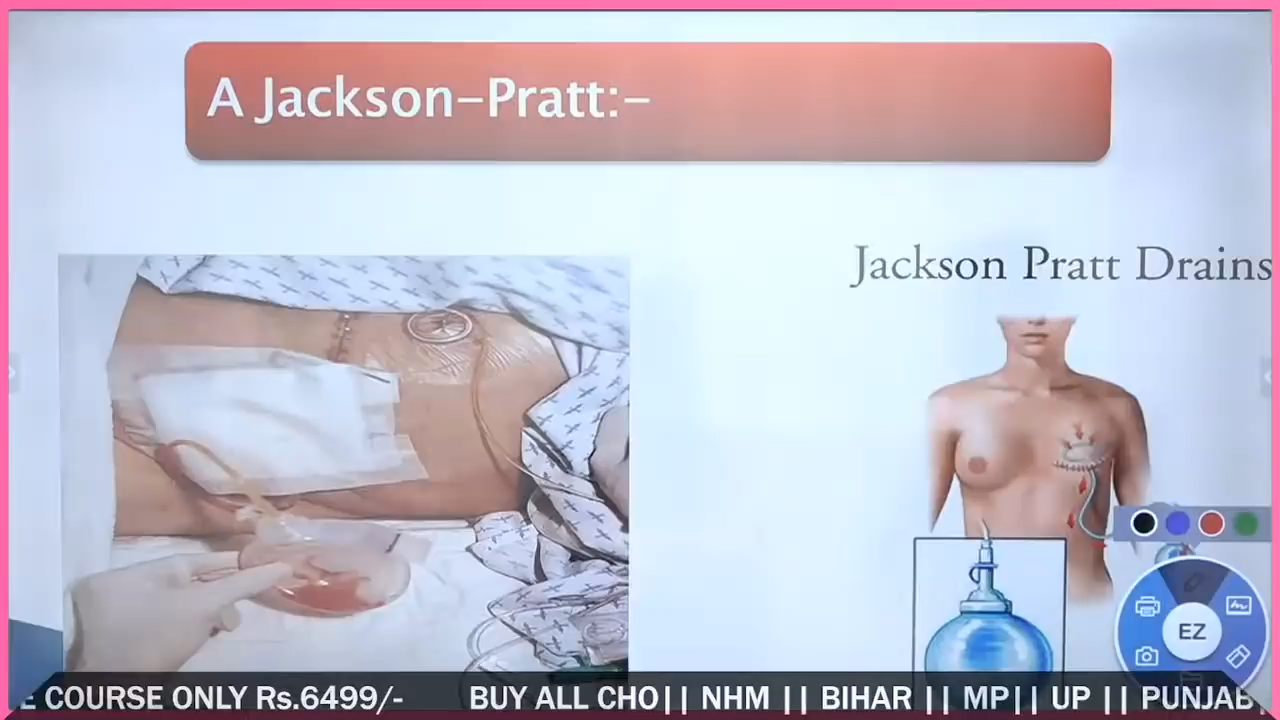 A Jackson-Pratt:-
Jackson Pratt Drains
EZ
E COURSE ONLY Rs.6499/- BUY ALL CHO|| NHM || BIHAR || MP|| UP || PUNJAB